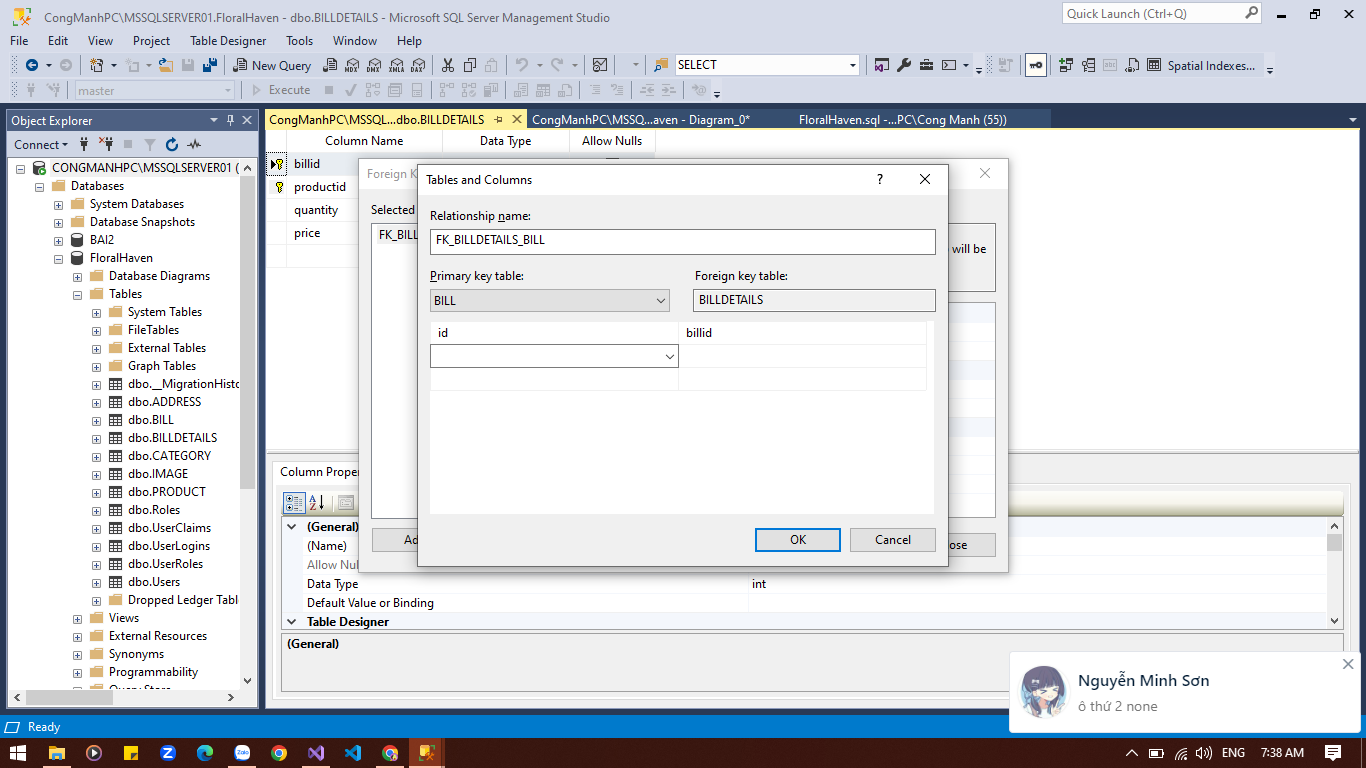 CongManhPC\MSSQLSERVER01.FloralHaven - dbo.BILLDETAILS - Microsoft SQL Server Management Studio
Quick Launch (Ctrl+Q)
File Edit View Project Table Designer Tools Window Help
New Query MDX DMX XMLA DAX SELECT Spatial Indexes...
master Execute
Object Explorer
CongManhPC\MSSQL...dbo.BILLDETAILS CongManhPC\MSSQ...aven - Diagram_0* FloralHaven.sql -...PC\Cong Manh (55))
Connect
Column Name Data Type Allow Nulls
CONGMANHPC\MSSQLSERVER01 (
Databases
System Databases
Database Snapshots
BAI2
FloralHaven
Database Diagrams
Tables
System Tables
FileTables
External Tables
Graph Tables
dbo.__MigrationHisto
dbo.ADDRESS
dbo.BILL
dbo.BILLDETAILS
dbo.CATEGORY
dbo.IMAGE
dbo.PRODUCT
dbo.Roles
dbo.UserClaims
dbo.UserLogins
dbo.UserRoles
dbo.Users
Dropped Ledger Tabl
Views
External Resources
Synonyms
Programmability
Query Store
billid
productid
quantity
price
Foreign K
Selected
FK_BILL
will be
Ad
ose
Tables and Columns
?
Relationship name:
FK_BILLDETAILS_BILL
Primary key table: Foreign key table:
BILL BILLDETAILS
id billid
OK Cancel
Column Proper
A
Z
(General)
(Name)
Allow Nul
Data Type int
Default Value or Binding
Table Designer
(General)
Nguyễn Minh Sơn
ô thứ 2 none
Ready
Zalo
ENG 7:38 AM